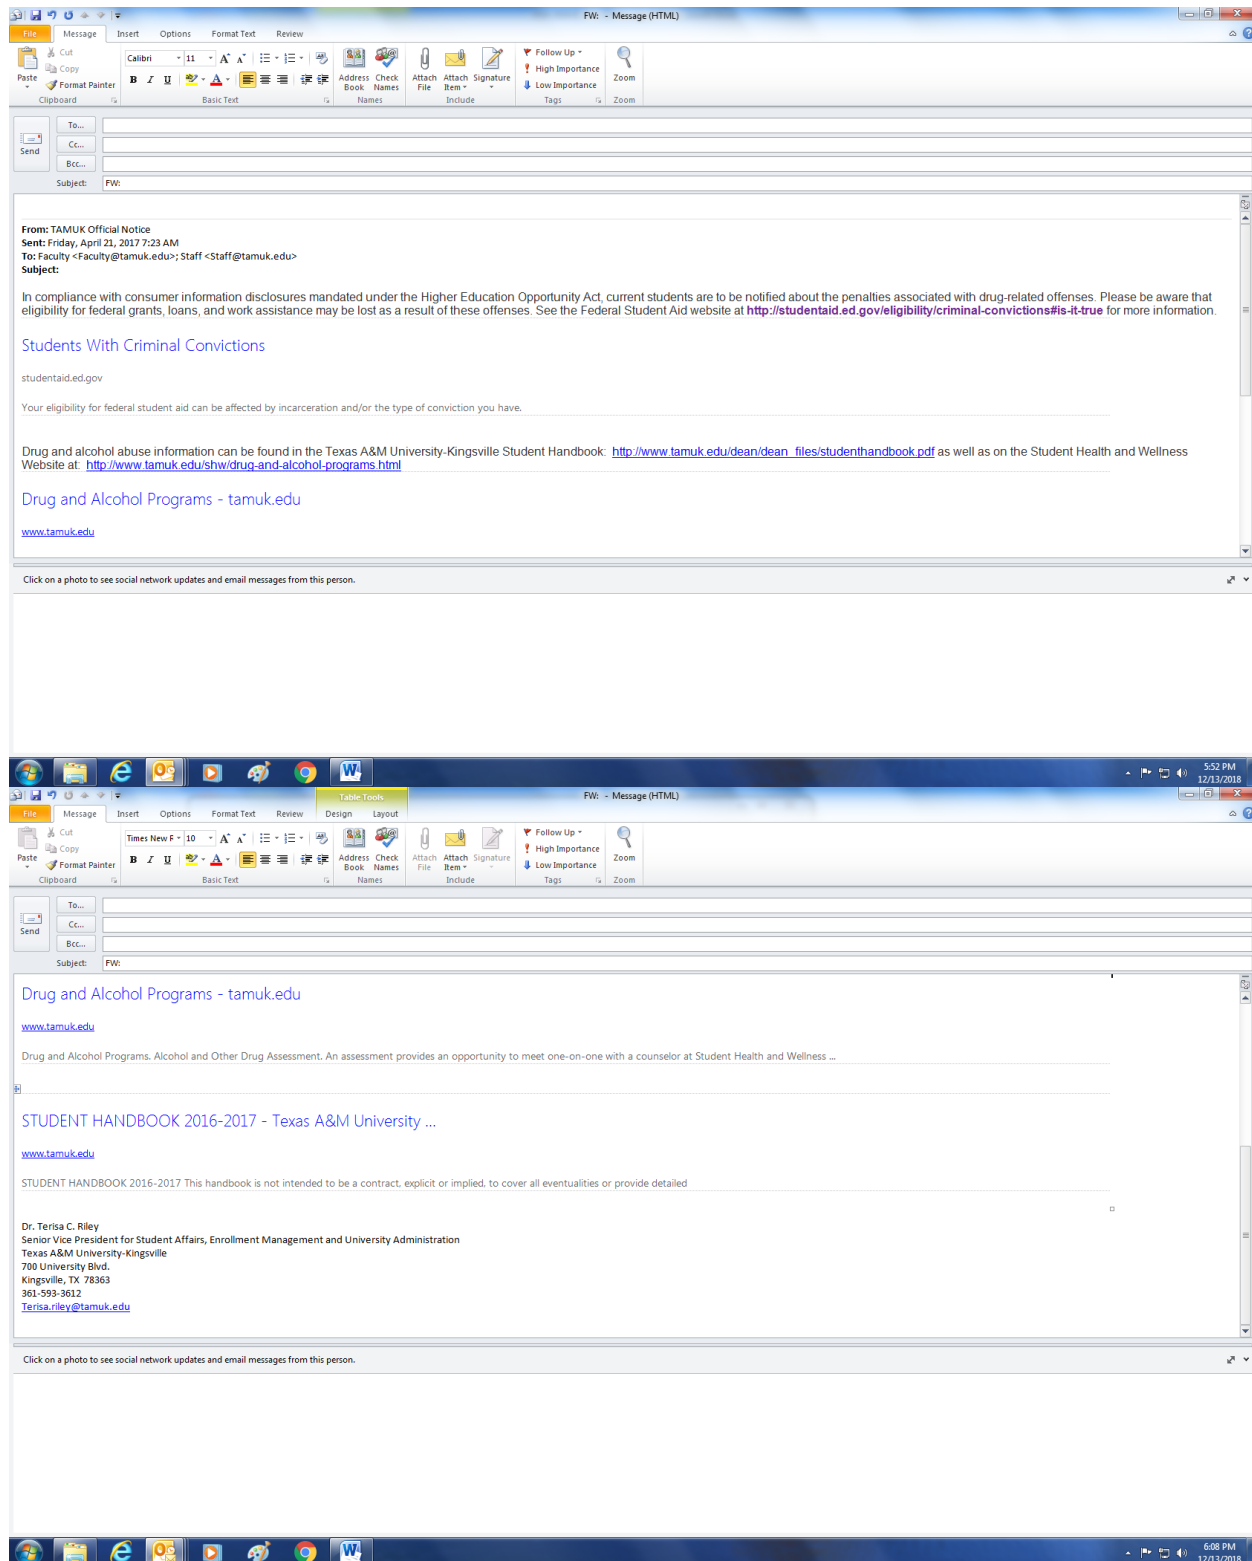 FW: - Message (HTML)
File Message Insert Options Format Text Review
Cut
Copy
Format Painter
Paste
Calibri 11
B I U
Address Book
Check Names
Attach File
Attach Item
Signature
Follow Up
High Importance
Low Importance
Zoom
Clipboard Basic Text Names Include Tags Zoom
To...
Cc...
Bcc...
Send
Subject: FW:
From: TAMUK Official Notice
Sent: Friday, April 21, 2017 7:23 AM
To: Faculty <Faculty@tamuk.edu>; Staff <Staff@tamuk.edu>
Subject:
In compliance with consumer information disclosures mandated under the Higher Education Opportunity Act, current students are to be notified about the penalties associated with drug-related offenses. Please be aware that
eligibility for federal grants, loans, and work assistance may be lost as a result of these offenses. See the Federal Student Aid website at http://studentaid.ed.gov/eligibility/criminal-convictions#is-it-true for more information.
Students With Criminal Convictions
studentaid.ed.gov
Your eligibility for federal student aid can be affected by incarceration and/or the type of conviction you have.
Drug and alcohol abuse information can be found in the Texas A&M University-Kingsville Student Handbook: http://www.tamuk.edu/dean/dean_files/studenthandbook.pdf as well as on the Student Health and Wellness
Website at: http://www.tamuk.edu/shw/drug-and-alcohol-programs.html
Drug and Alcohol Programs - tamuk.edu
www.tamuk.edu
Click on a photo to see social network updates and email messages from this person.
5:52 PM
12/13/2018
Table Tools
FW: - Message (HTML)
File Message Insert Options Format Text Review Design Layout
Cut
Copy
Format Painter
Paste
Times New F 10
B I U
Address Book
Check Names
Attach File
Attach Item
Signature
Follow Up
High Importance
Low Importance
Zoom
Clipboard Basic Text Names Include Tags Zoom
To...
Cc...
Bcc...
Send
Subject: FW:
Drug and Alcohol Programs - tamuk.edu
www.tamuk.edu
Drug and Alcohol Programs. Alcohol and Other Drug Assessment. An assessment provides an opportunity to meet one-on-one with a counselor at Student Health and Wellness ...
STUDENT HANDBOOK 2016-2017 - Texas A&M University ...
www.tamuk.edu
STUDENT HANDBOOK 2016-2017 This handbook is not intended to be a contract, explicit or implied, to cover all eventualities or provide detailed
Dr. Terisa C. Riley
Senior Vice President for Student Affairs, Enrollment Management and University Administration
Texas A&M University-Kingsville
700 University Blvd.
Kingsville, TX 78363
361-593-3612
Terisa.riley@tamuk.edu
Click on a photo to see social network updates and email messages from this person.
6:08 PM
12/13/2018